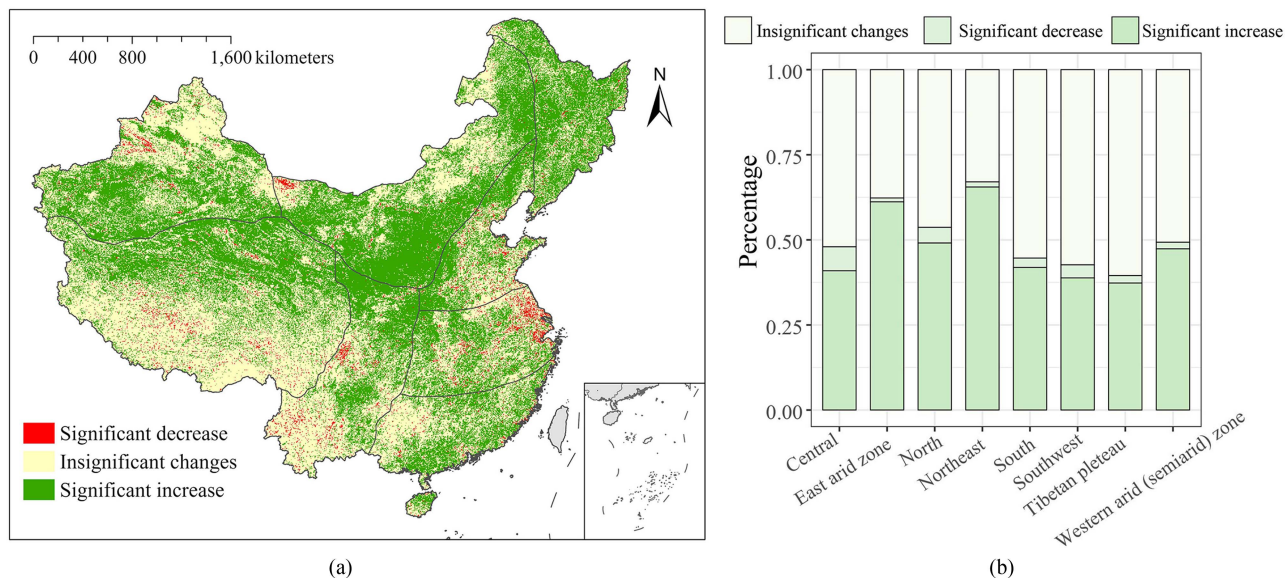 0 400 800 1,600 kilometers
N
Significant decrease
Insignificant changes
Significant increase
(a)
Insignificant changes Significant decrease Significant increase
Percentage
1.00
0.75
0.50
0.25
0.00
Central
East arid zone
North
Northeast
South
Southwest
Tibetan pleteau
Western arid (semiarid) zone
(b)